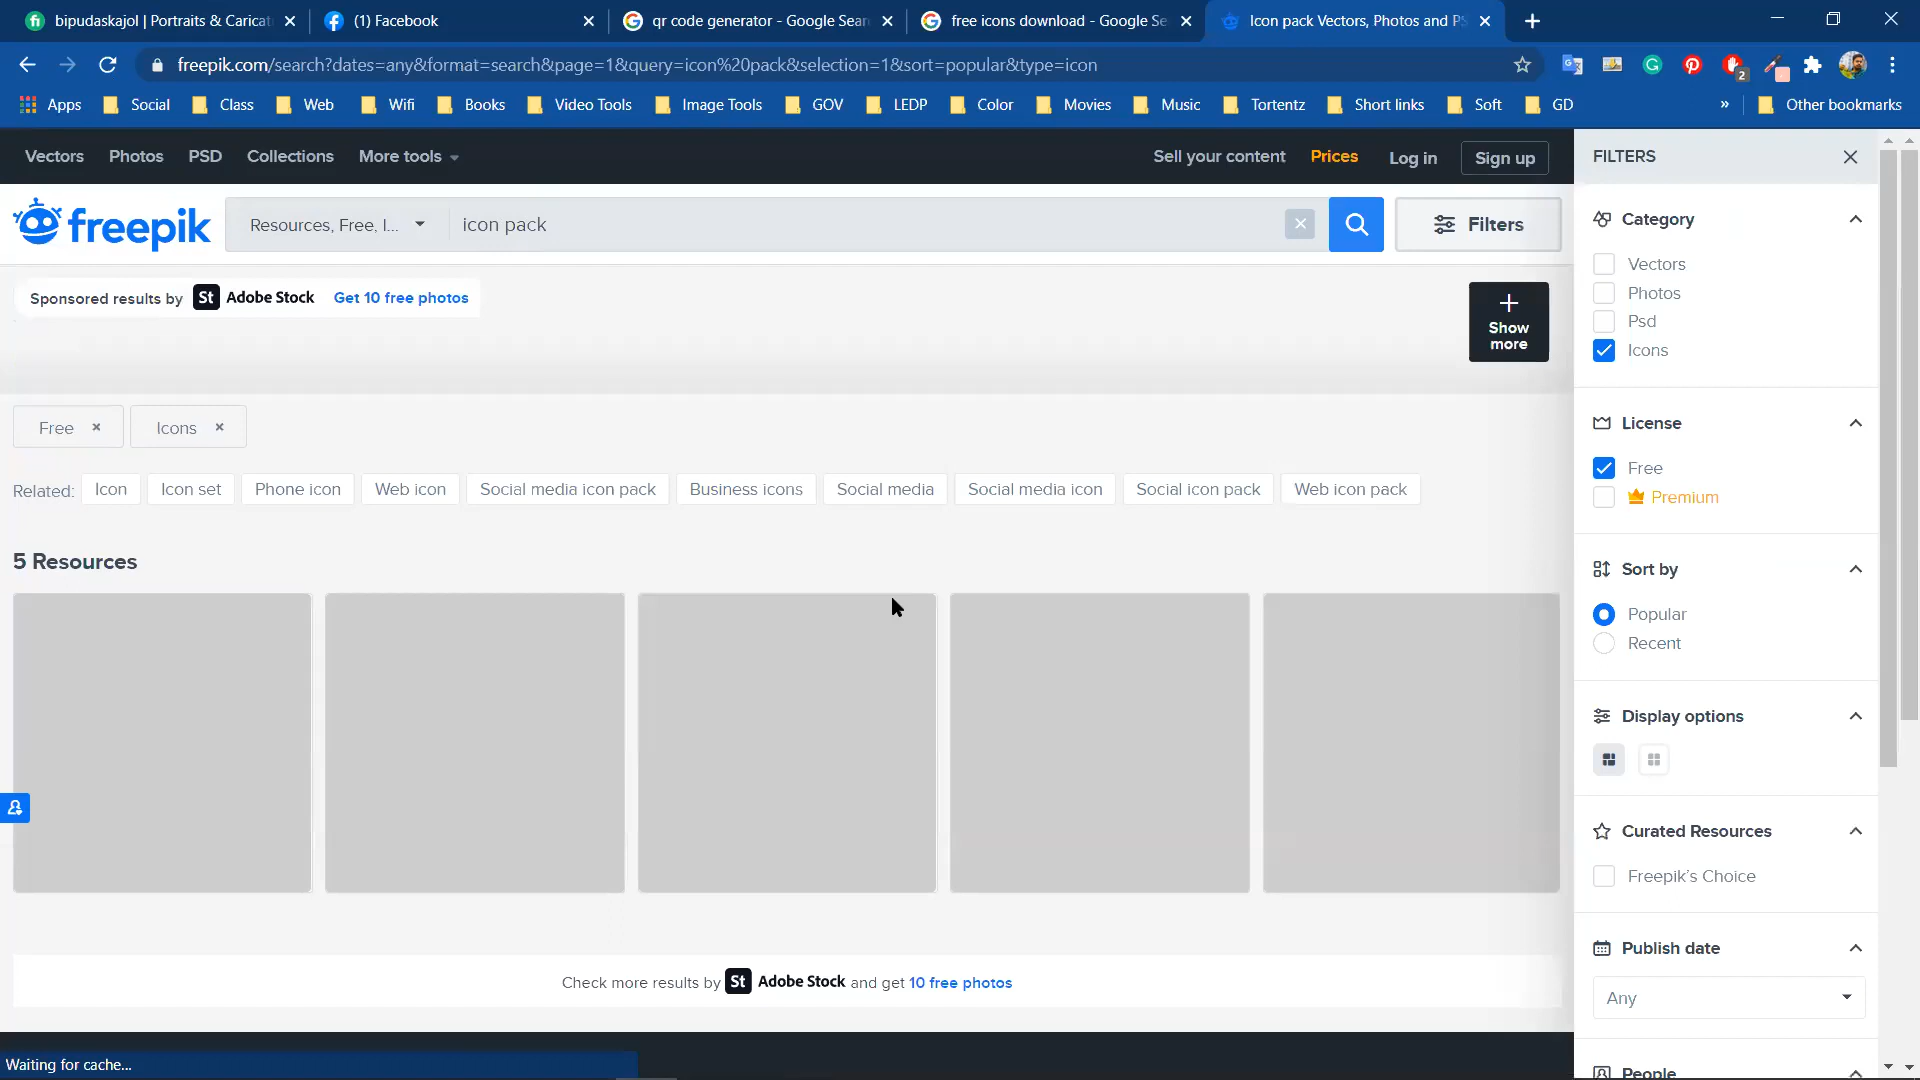 bipudaskajol | Portraits & Caricat
(1) Facebook
qr code generator - Google Sear
free icons download - Google Se
Icon pack Vectors, Photos and PS
freepik.com/search?dates=any&format=search&page=1&query=icon%20pack&selection=1&sort=popular&type=icon
2
Apps Social Class Web Wifi Books Video Tools Image Tools GOV LEDP Color Movies Music Tortentz Short links Soft GD » Other bookmarks
Vectors Photos PSD Collections More tools Sell your content Prices Log in Sign up
freepik Resources, Free, I... icon pack Filters
Sponsored results by St Adobe Stock Get 10 free photos
+ Show
more
Free × Icons ×
Related: Icon Icon set Phone icon Web icon Social media icon pack Business icons Social media Social media icon Social icon pack Web icon pack
5 Resources
Check more results by St Adobe Stock and get 10 free photos
Waiting for cache...
FILTERS
Category
Vectors
Photos
Psd
Icons
License
Free
Premium
Sort by
Popular
Recent
Display options
Curated Resources
Freepik's Choice
Publish date
Any
People